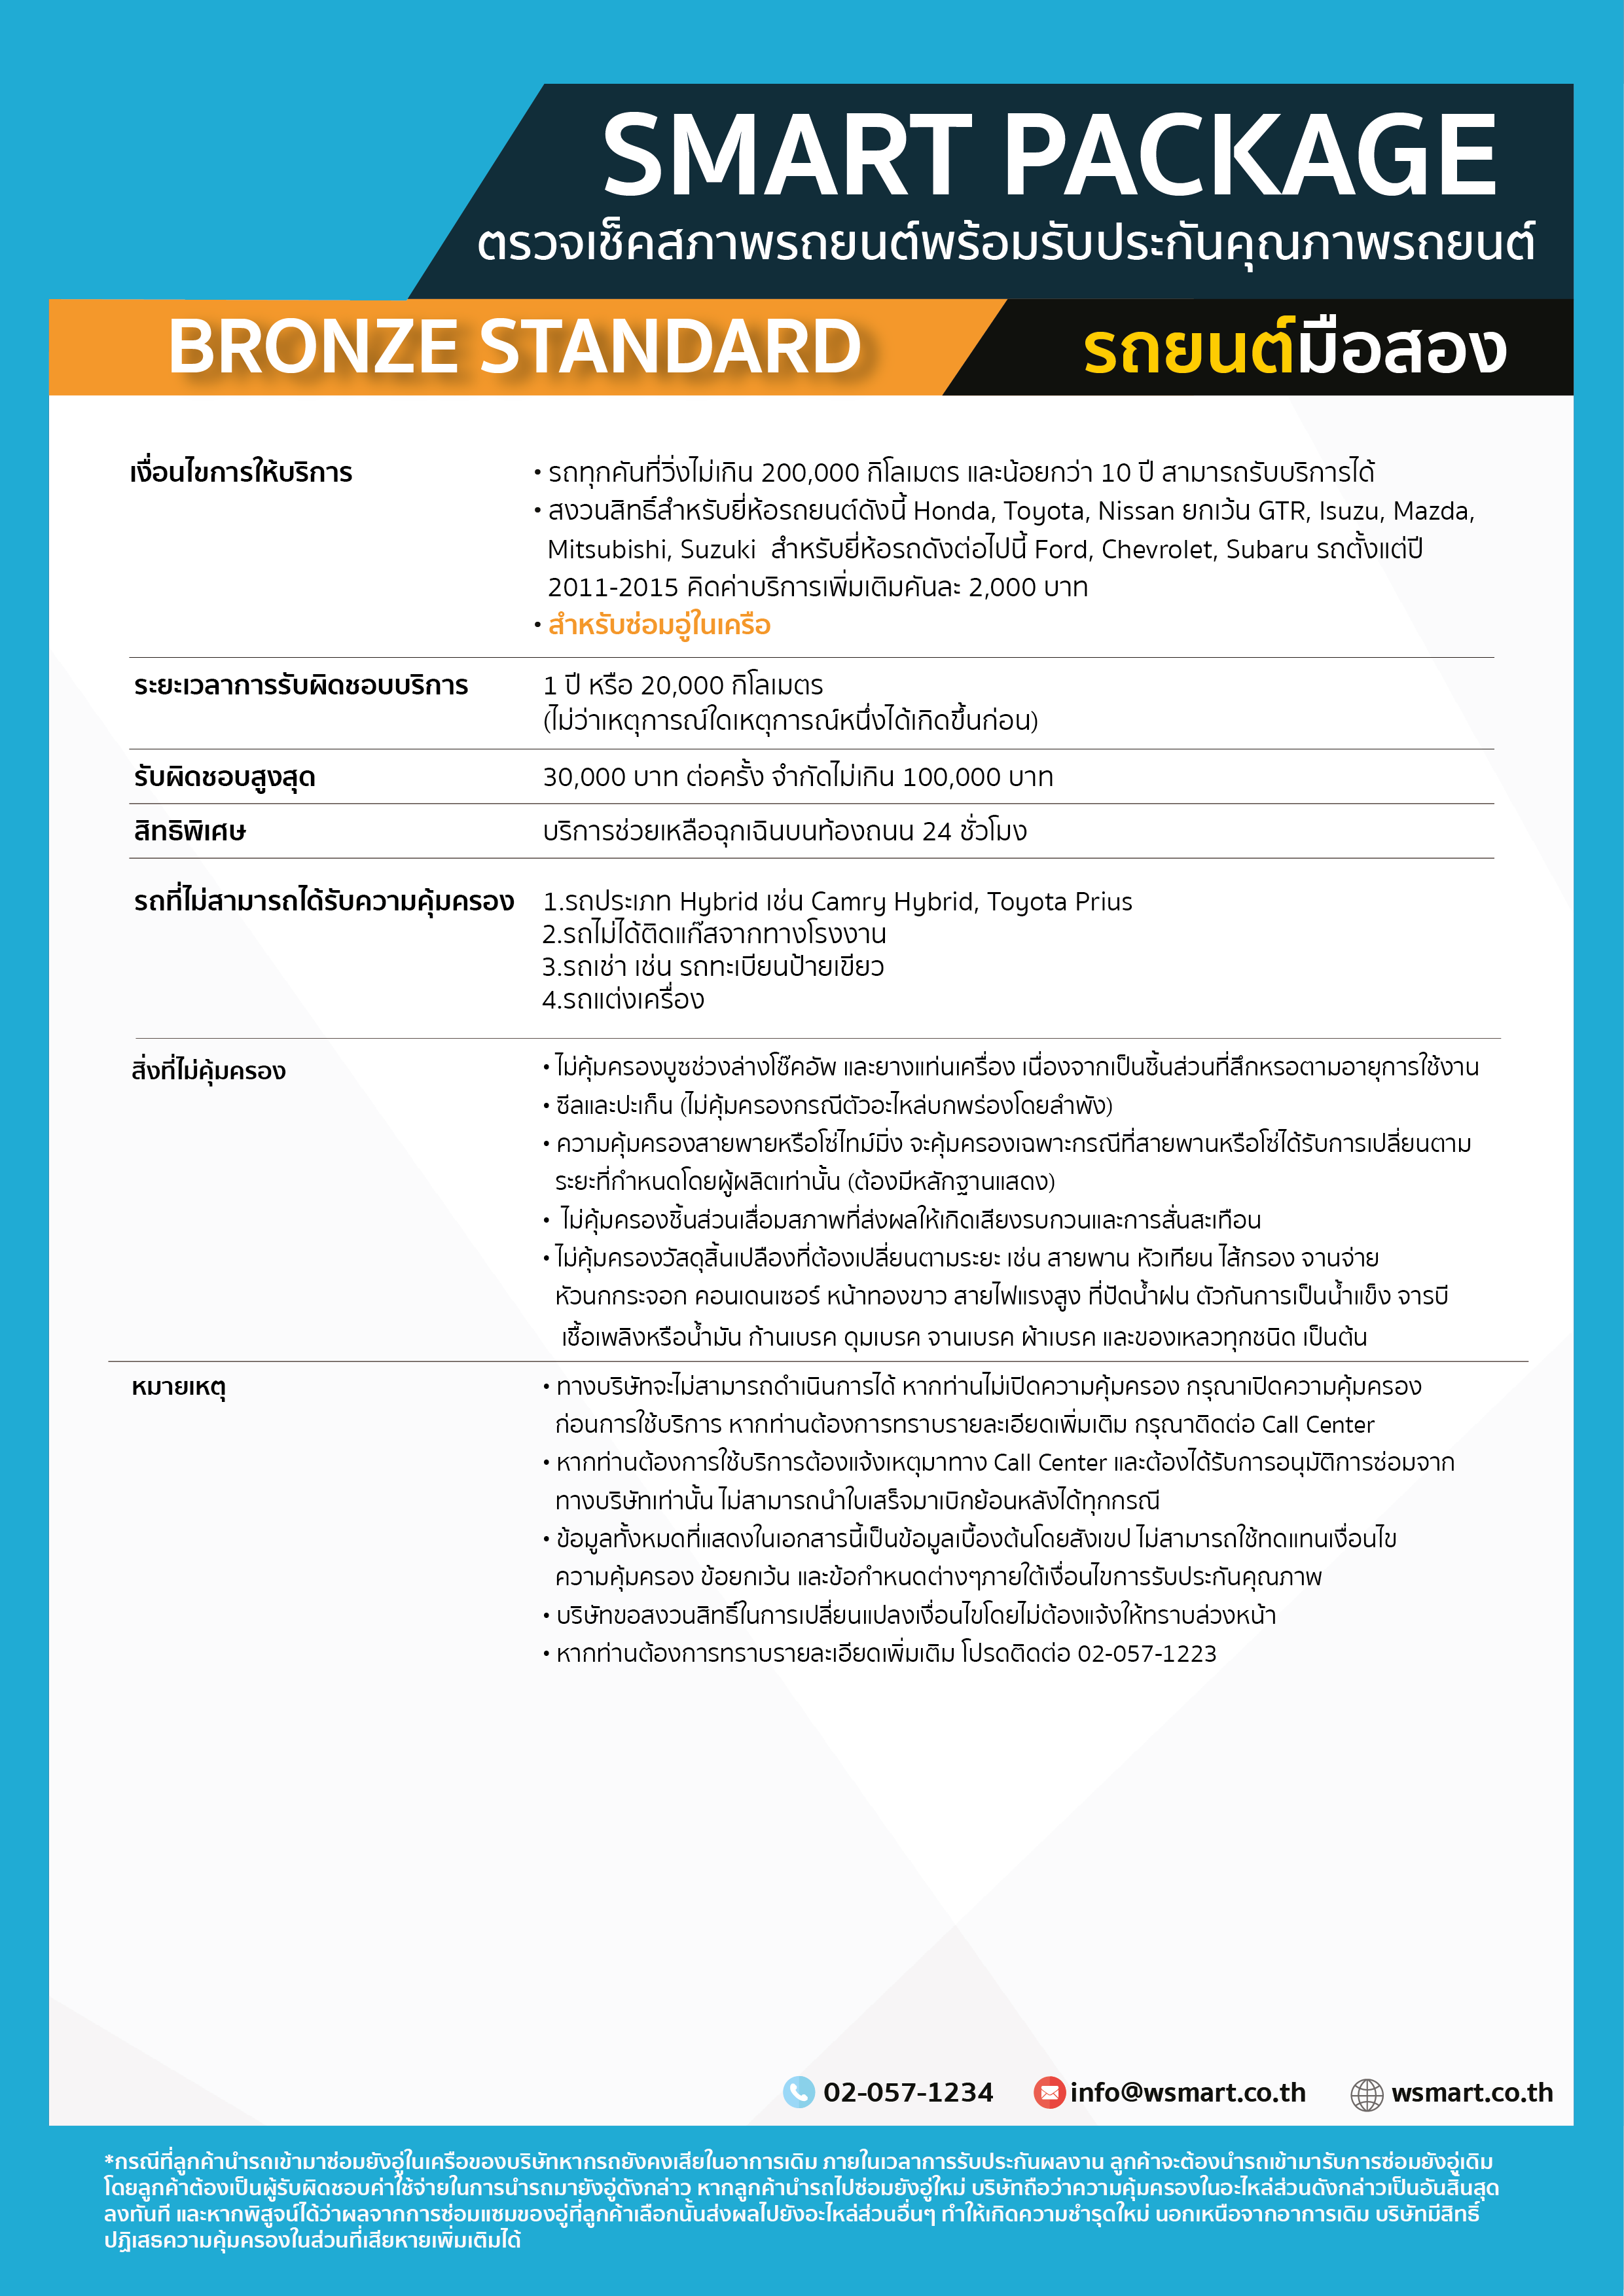 SMART PACKAGE
ตรวจเช็คสภาพรถยนต์พร้อมรับประกันคุณภาพรถยนต์
BRONZE STANDARD
รถยนต์มือสอง
เงื่อนไขการให้บริการ
• รถทุกคันที่วิ่งไม่เกิน 200,000 กิโลเมตร และน้อยกว่า 10 ปี สามารถรับบริการได้
• สงวนสิทธิ์สำหรับยี่ห้อรถยนต์ดังนี้ Honda, Toyota, Nissan ยกเว้น GTR, Isuzu, Mazda,
Mitsubishi, Suzuki สำหรับยี่ห้อรถดังต่อไปนี้ Ford, Chevrolet, Subaru รถตั้งแต่ปี
2011-2015 คิดค่าบริการเพิ่มเติมคันละ 2,000 บาท
• สำหรับซ่อมอู่ในเครือ
ระยะเวลาการรับผิดชอบบริการ
1 ปี หรือ 20,000 กิโลเมตร
(ไม่ว่าเหตุการณ์ใดเหตุการณ์หนึ่งได้เกิดขึ้นก่อน)
รับผิดชอบสูงสุด
30,000 บาท ต่อครั้ง จำกัดไม่เกิน 100,000 บาท
สิทธิพิเศษ
บริการช่วยเหลือฉุกเฉินบนท้องถนน 24 ชั่วโมง
รถที่ไม่สามารถได้รับความคุ้มครอง
1.รถประเภท Hybrid เช่น Camry Hybrid, Toyota Prius
2.รถไม่ได้ติดแก๊สจากทางโรงงาน
3.รถเช่า เช่น รถทะเบียนป้ายเขียว
4.รถแต่งเครื่อง
สิ่งที่ไม่คุ้มครอง
• ไม่คุ้มครองบูซช่วงล่างโช๊คอัพ และยางแท่นเครื่อง เนื่องจากเป็นชิ้นส่วนที่สึกหรอตามอายุการใช้งาน
• ซีลและปะเก็น (ไม่คุ้มครองกรณีตัวอะไหล่บกพร่องโดยลำพัง)
• ความคุ้มครองสายพายหรือโซ่ไทม์มิ่ง จะคุ้มครองเฉพาะกรณีที่สายพานหรือโซ่ได้รับการเปลี่ยนตาม
ระยะที่กำหนดโดยผู้ผลิตเท่านั้น (ต้องมีหลักฐานแสดง)
• ไม่คุ้มครองชิ้นส่วนเสื่อมสภาพที่ส่งผลให้เกิดเสียงรบกวนและการสั่นสะเทือน
• ไม่คุ้มครองวัสดุสิ้นเปลืองที่ต้องเปลี่ยนตามระยะ เช่น สายพาน หัวเทียน ไส้กรอง จานจ่าย
หัวนกกระจอก คอนเดนเซอร์ หน้าทองขาว สายไฟแรงสูง ที่ปัดน้ำฝน ตัวกันการเป็นน้ำแข็ง จารบี
เชื้อเพลิงหรือน้ำมัน ก้านเบรค ดุมเบรค จานเบรค ผ้าเบรค และของเหลวทุกชนิด เป็นต้น
หมายเหตุ
• ทางบริษัทจะไม่สามารถดำเนินการได้ หากท่านไม่เปิดความคุ้มครอง กรุณาเปิดความคุ้มครอง
ก่อนการใช้บริการ หากท่านต้องการทราบรายละเอียดเพิ่มเติม กรุณาติดต่อ Call Center
• หากท่านต้องการใช้บริการต้องแจ้งเหตุมาทาง Call Center และต้องได้รับการอนุมัติการซ่อมจาก
ทางบริษัทเท่านั้น ไม่สามารถนำใบเสร็จมาเบิกย้อนหลังได้ทุกกรณี
• ข้อมูลทั้งหมดที่แสดงในเอกสารนี้เป็นข้อมูลเบื้องต้นโดยสังเขป ไม่สามารถใช้ทดแทนเงื่อนไข
ความคุ้มครอง ข้อยกเว้น และข้อกำหนดต่างๆภายใต้เงื่อนไขการรับประกันคุณภาพ
• บริษัทขอสงวนสิทธิ์ในการเปลี่ยนแปลงเงื่อนไขโดยไม่ต้องแจ้งให้ทราบล่วงหน้า
• หากท่านต้องการทราบรายละเอียดเพิ่มเติม โปรดติดต่อ 02-057-1223
02-057-1234 info@wsmart.co.th wsmart.co.th
*กรณีที่ลูกค้านำรถเข้ามาซ่อมยังอู่ในเครือของบริษัทหากรถยังคงเสียในอาการเดิม ภายในเวลาการรับประกันผลงาน ลูกค้าจะต้องนำรถเข้ามารับการซ่อมยังอู่เดิม
โดยลูกค้าต้องเป็นผู้รับผิดชอบค่าใช้จ่ายในการนำรถมายังอู่ดังกล่าว หากลูกค้านำรถไปซ่อมยังอู่ใหม่ บริษัทถือว่าความคุ้มครองในอะไหล่ส่วนดังกล่าวเป็นอันสิ้นสุด
ลงทันที และหากพิสูจน์ได้ว่าผลจากการซ่อมแซมของอู่ที่ลูกค้าเลือกนั้นส่งผลไปยังอะไหล่ส่วนอื่นๆ ทำให้เกิดความชำรุดใหม่ นอกเหนือจากอาการเดิม บริษัทมีสิทธิ์
ปฏิเสธความคุ้มครองในส่วนที่เสียหายเพิ่มเติมได้